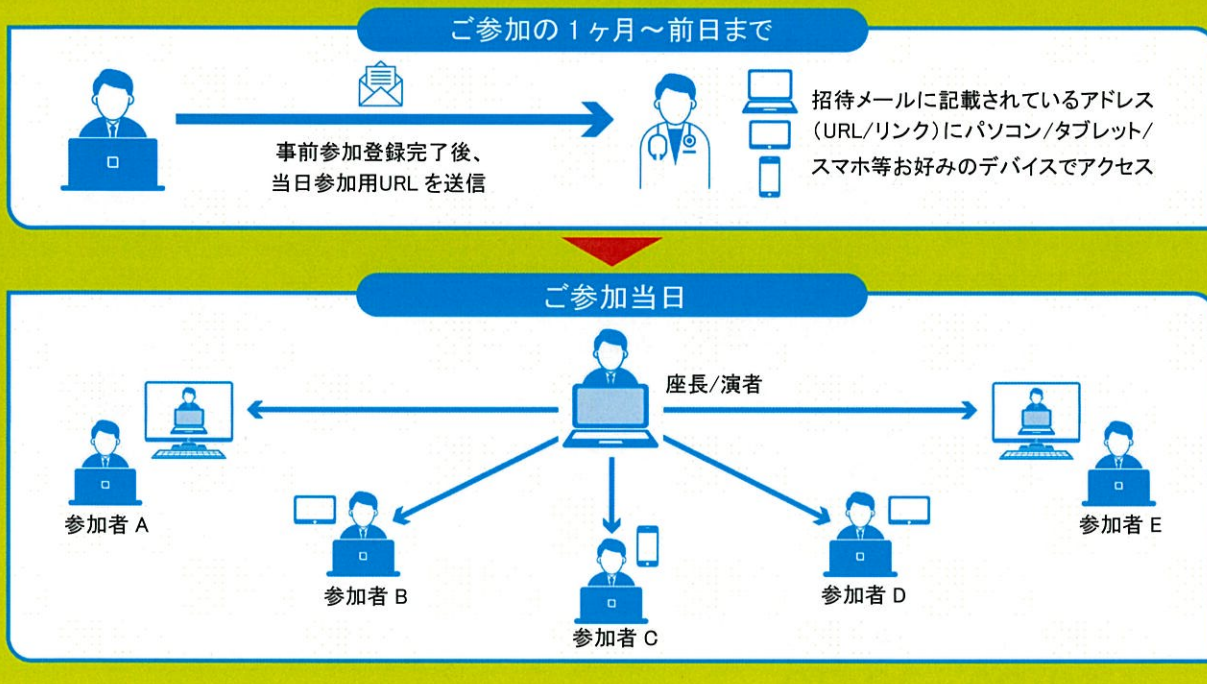 ご参加の1ヶ月～前日まで
事前参加登録完了後、
当日参加用URLを送信
招待メールに記載されているアドレス
（URL/リンク）にパソコン/タブレット/
スマホ等お好みのデバイスでアクセス
ご参加当日
座長/演者
参加者 A
参加者 B
参加者 C
参加者 D
参加者 E